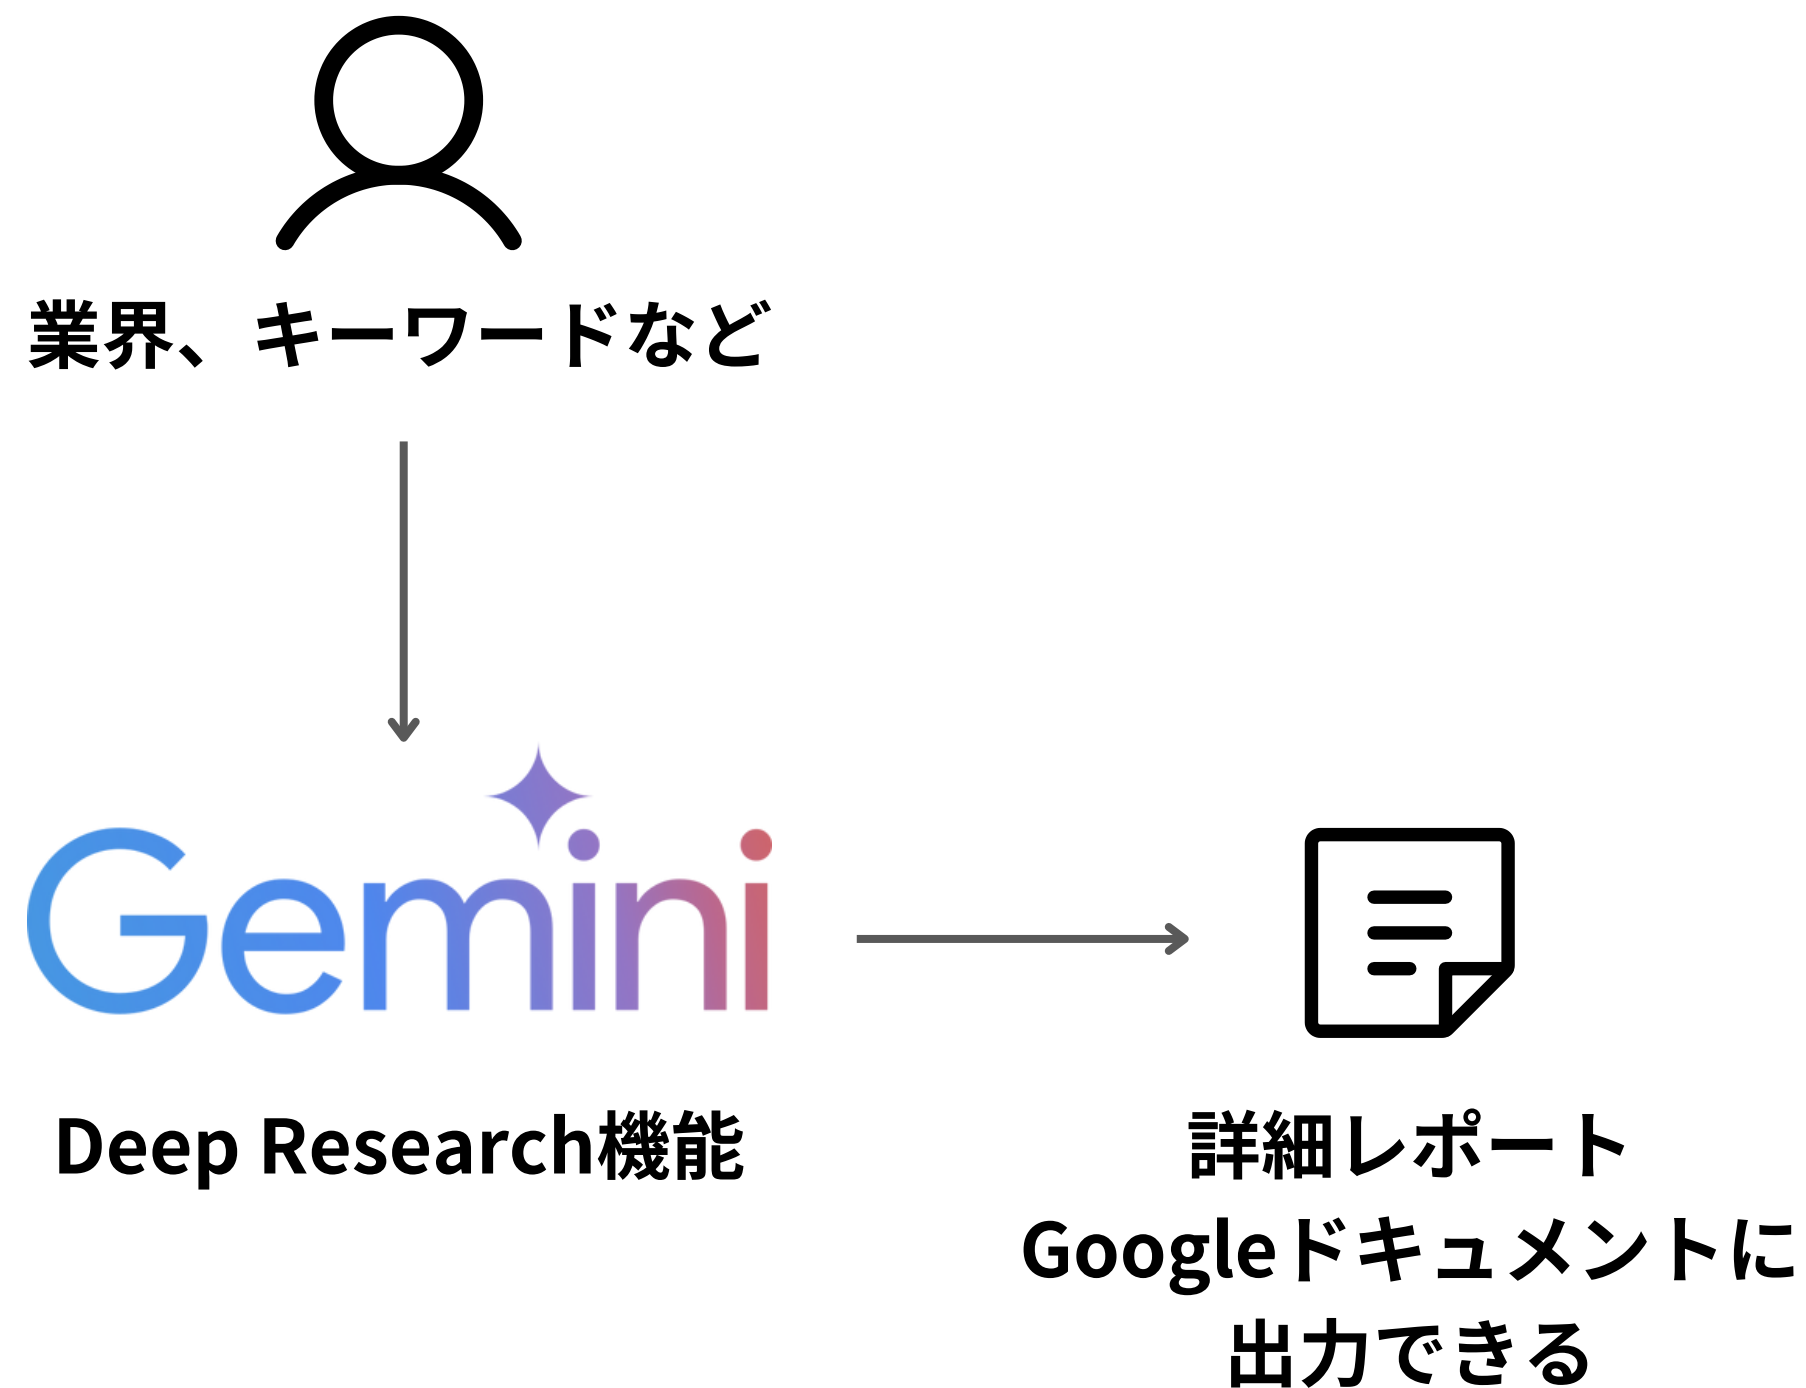 業界、キーワードなど
Gemini
Deep Research機能
詳細レポート
Googleドキュメントに
出力できる